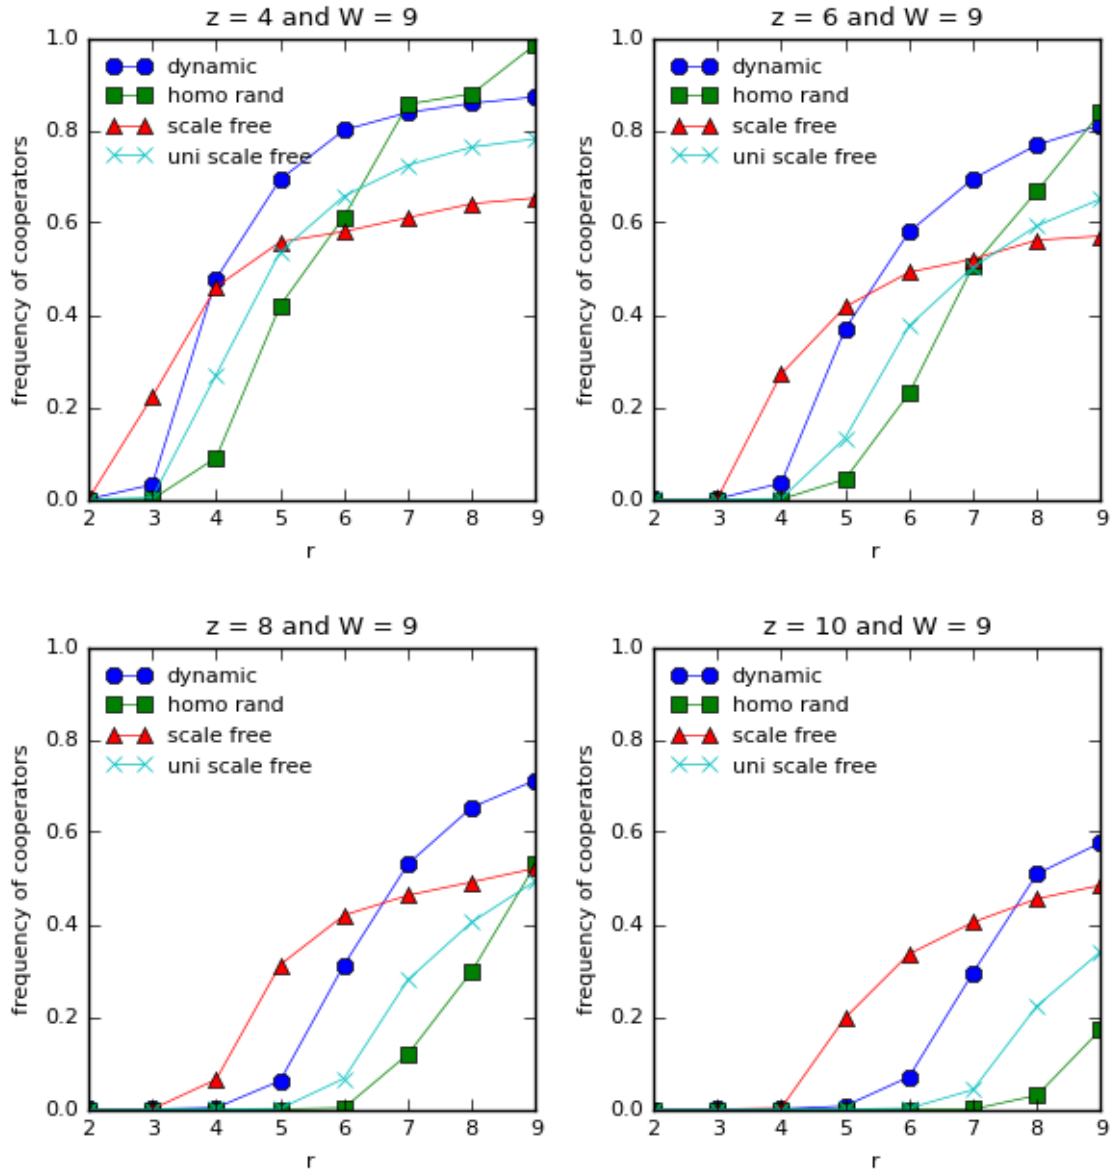 z = 4 and W = 9
1.0
0.8
0.6
0.4
0.2
0.0
frequency of cooperators
dynamic
homo rand
scale free
uni scale free
2 3 4 5 6 7 8 9
r
z = 6 and W = 9
1.0
0.8
0.6
0.4
0.2
0.0
frequency of cooperators
dynamic
homo rand
scale free
uni scale free
2 3 4 5 6 7 8 9
r
z = 8 and W = 9
1.0
0.8
0.6
0.4
0.2
0.0
frequency of cooperators
dynamic
homo rand
scale free
uni scale free
2 3 4 5 6 7 8 9
r
z = 10 and W = 9
1.0
0.8
0.6
0.4
0.2
0.0
frequency of cooperators
dynamic
homo rand
scale free
uni scale free
2 3 4 5 6 7 8 9
r